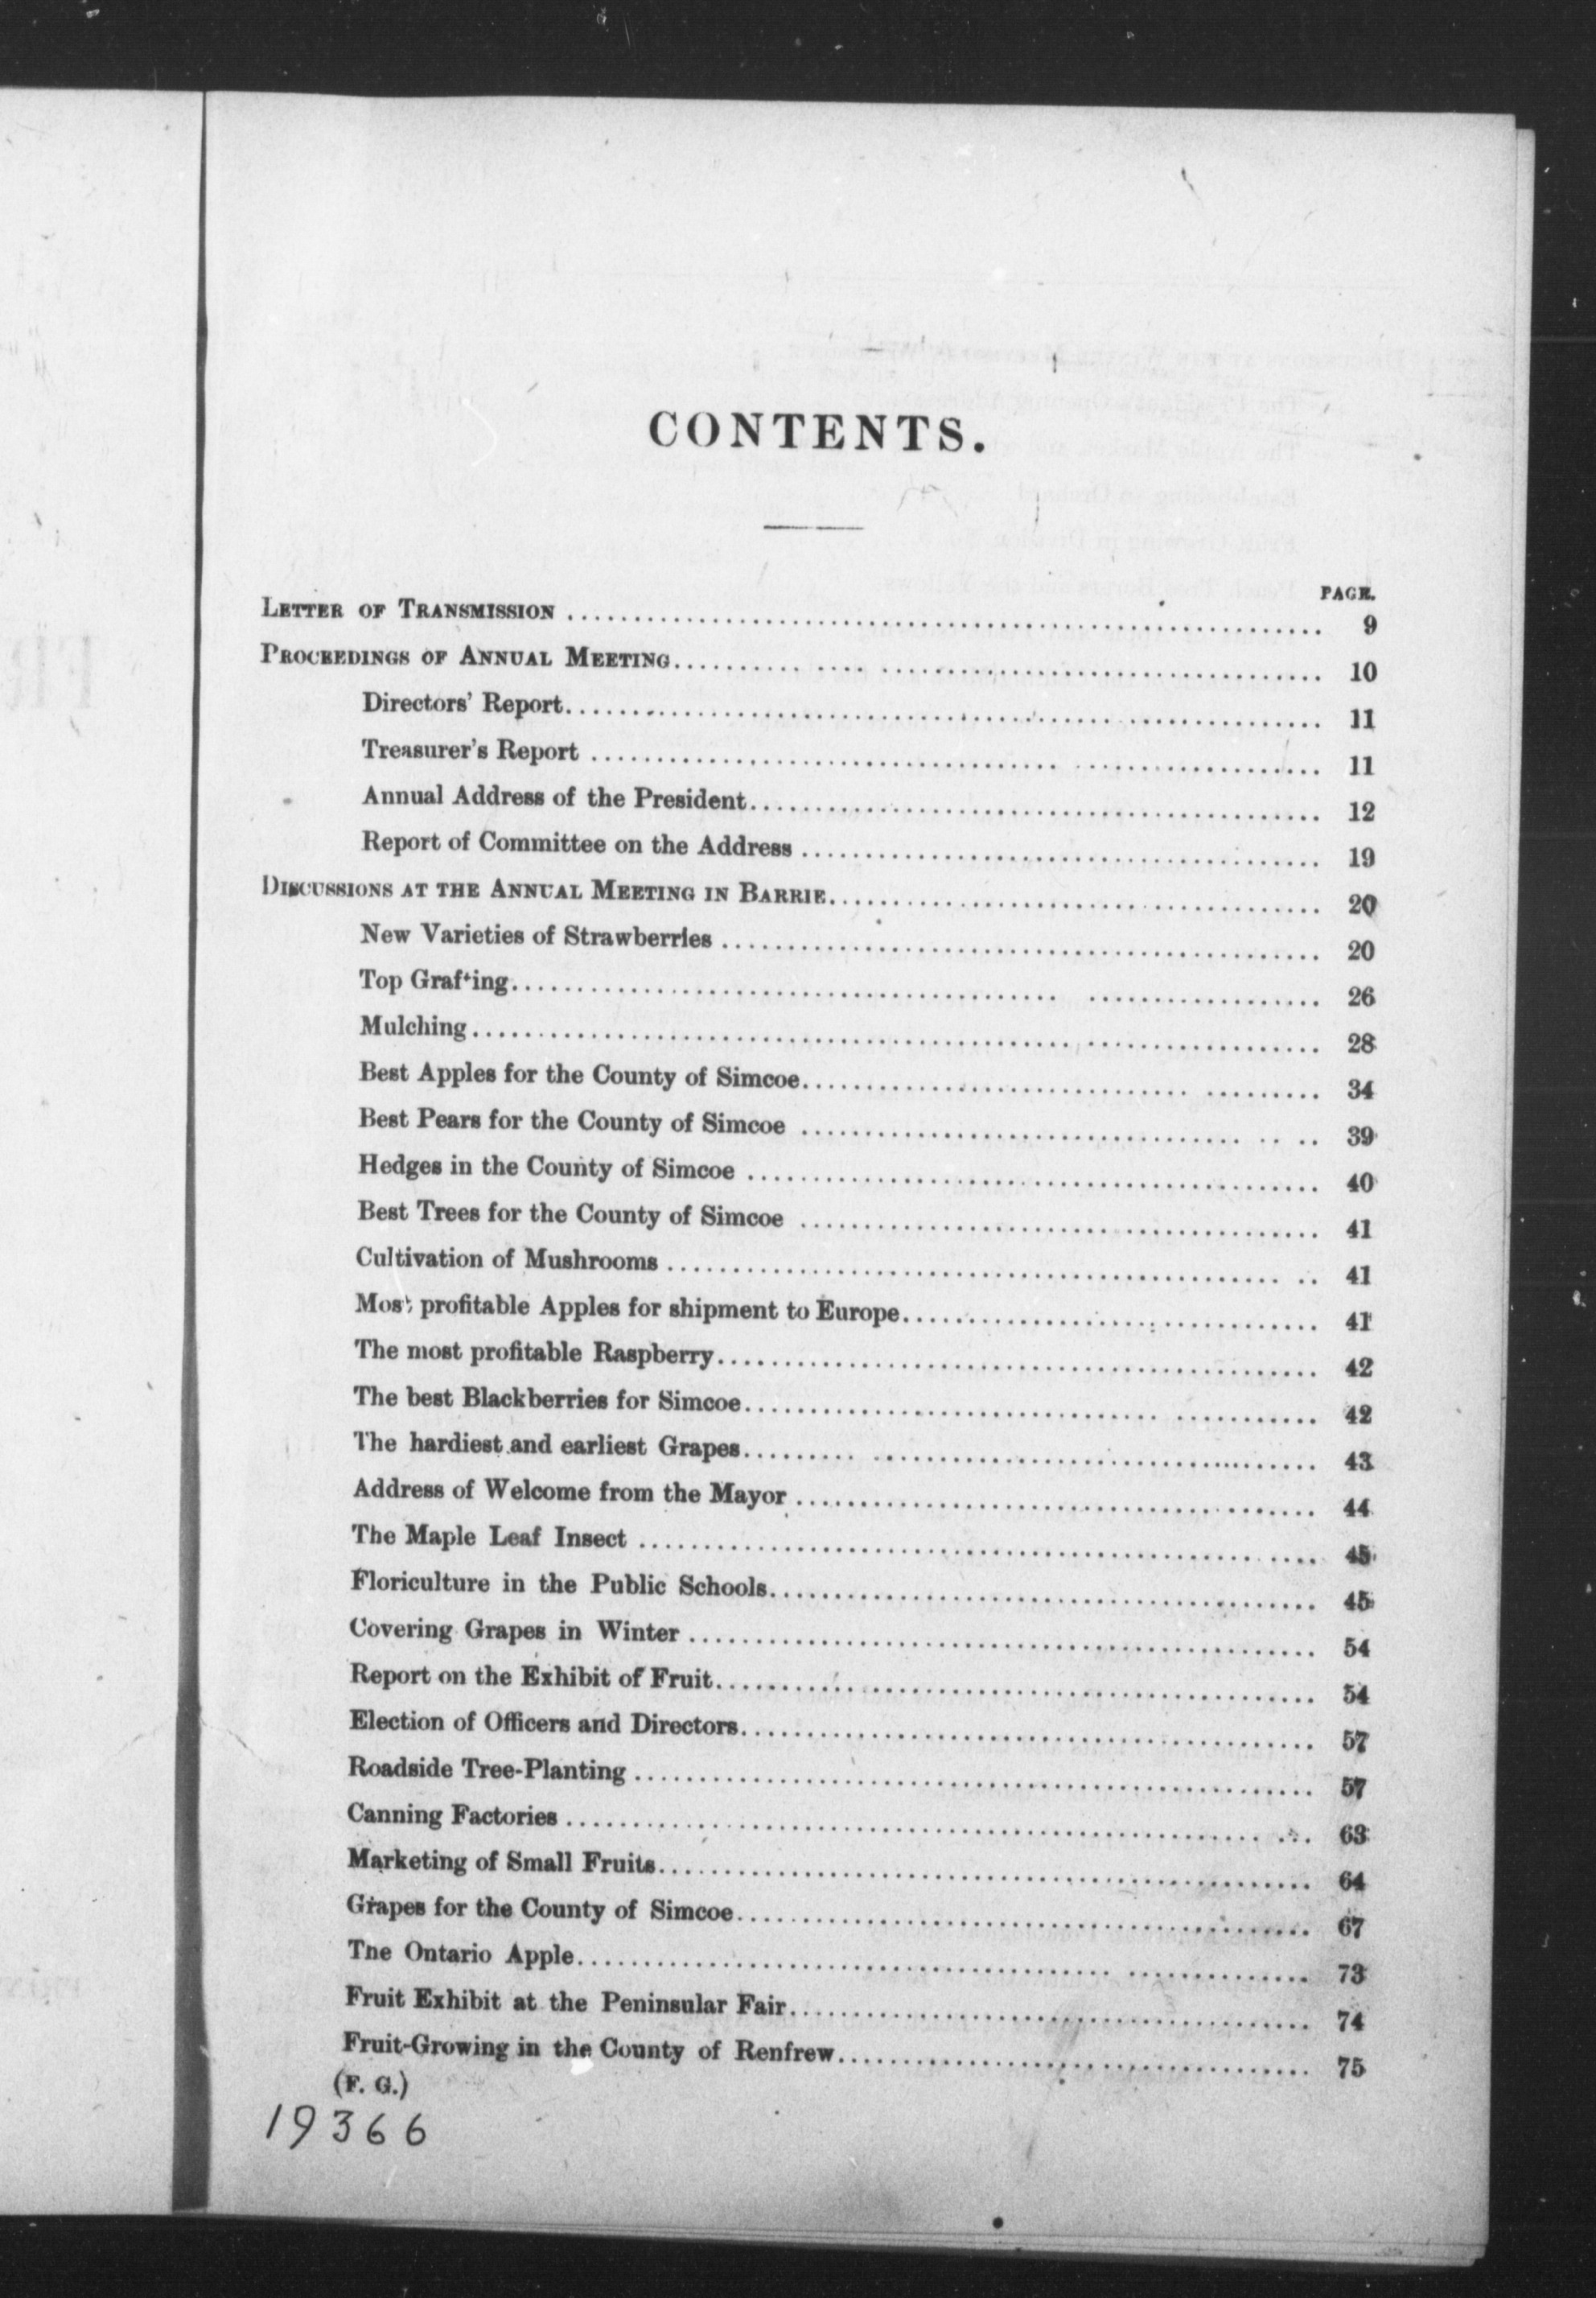 CONTENTS.
PAGE.
LETTER OF TRANSMISSION 9
PROCEEDINGS OF ANNUAL MEETING 10
Directors' Report 11
Treasurer's Report 11
Annual Address of the President 12
Report of Committee on the Address 19
DISCUSSIONS AT THE ANNUAL MEETING IN BARRIE 20
New Varieties of Strawberries 20
Top Grafting 26
Mulching 28
Best Apples for the County of Simcoe 34
Best Pears for the County of Simcoe 39
Hedges in the County of Simcoe 40
Best Trees for the County of Simcoe 41
Cultivation of Mushrooms 41
Most profitable Apples for shipment to Europe 41
The most profitable Raspberry 42
The best Blackberries for Simcoe 42
The hardiest and earliest Grapes 43
Address of Welcome from the Mayor 44
The Maple Leaf Insect 45
Floriculture in the Public Schools 45
Covering Grapes in Winter 54
Report on the Exhibit of Fruit 54
Election of Officers and Directors 57
Roadside Tree-Planting 57
Canning Factories 63
Marketing of Small Fruits 64
Grapes for the County of Simcoe 67
The Ontario Apple 73
Fruit Exhibit at the Peninsular Fair 74
Fruit-Growing in the County of Renfrew 75
(F. G.)
19366